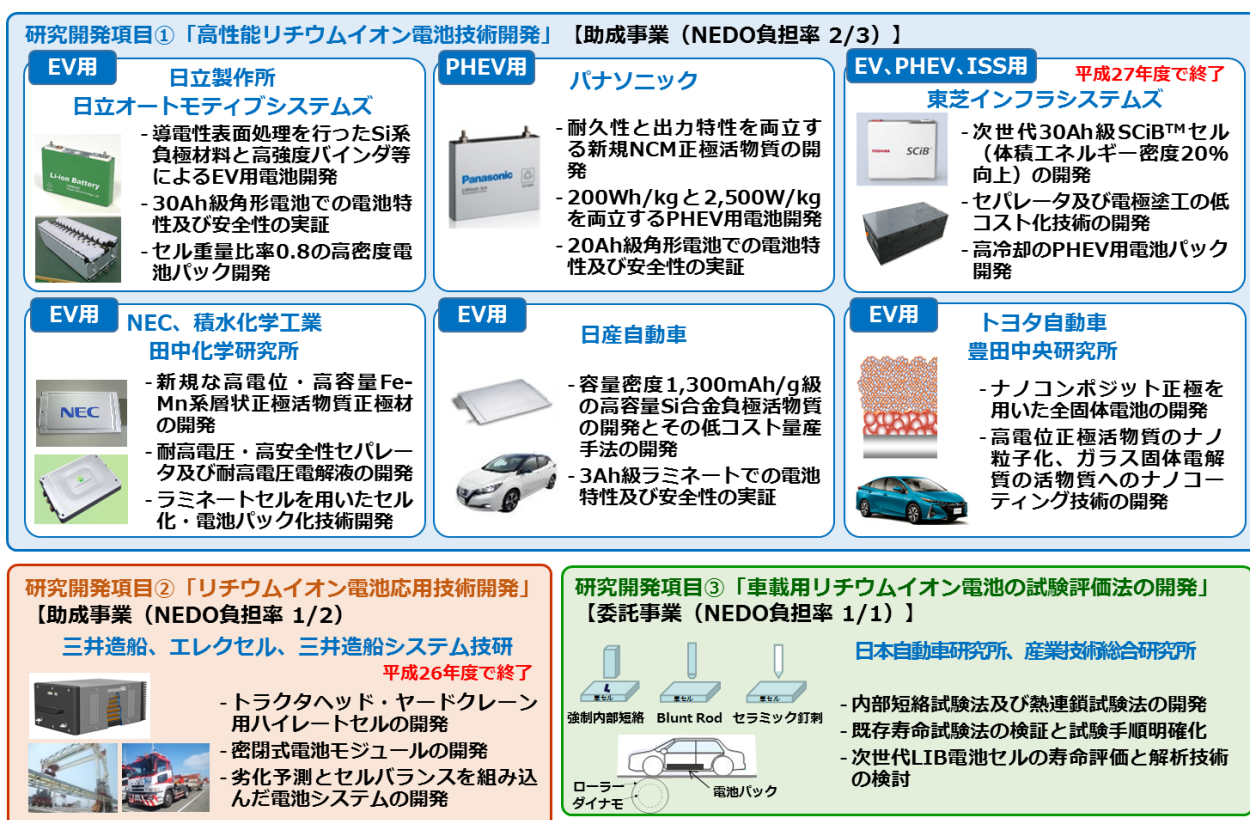 研究開発項目①「高性能リチウムイオン電池技術開発」【助成事業（NEDO負担率 2/3）】
EV用
日立製作所
日立オートモティブシステムズ
Li-ion Battery
- 導電性表面処理を行ったSi系
負極材料と高強度バインダ等
によるEV用電池開発
- 30Ah級角形電池での電池特
性及び安全性の実証
- セル重量比率0.8の高密度電
池パック開発
PHEV用
パナソニック
Panasonic
- 耐久性と出力特性を両立す
る新規NCM正極活物質の開
発
- 200Wh/kgと2,500W/kg
を両立するPHEV用電池開発
- 20Ah級角形電池での電池特
性及び安全性の実証
EV、PHEV、ISS用
平成27年度で終了
東芝インフラシステムズ
TOSHIBA SCiB
- 次世代30Ah級SCiB™セル
（体積エネルギー密度20%
向上）の開発
- セパレータ及び電極塗工の低
コスト化技術の開発
- 高冷却のPHEV用電池パック
開発
EV用
NEC、積水化学工業
田中化学研究所
NEC
- 新規な高電位・高容量Fe-
Mn系層状正極活物質正極材
の開発
- 耐高電圧・高安全性セパレー
タ及び耐高電圧電解液の開発
- ラミネートセルを用いたセル
化・電池パック化技術開発
EV用
日産自動車
- 容量密度1,300mAh/g級
の高容量Si合金負極活物質
の開発とその低コスト量産
手法の開発
- 3Ah級ラミネートでの電池
特性及び安全性の実証
EV用
トヨタ自動車
豊田中央研究所
- ナノコンポジット正極を
用いた全固体電池の開発
- 高電位正極活物質のナノ
粒子化、ガラス固体電解
質の活物質へのナノコー
ティング技術の開発
研究開発項目②「リチウムイオン電池応用技術開発」
【助成事業（NEDO負担率 1/2）
三井造船、エレクセル、三井造船システム技研
平成26年度で終了
- トラクタヘッド・ヤードクレーン
用ハイレートセルの開発
- 密閉式電池モジュールの開発
- 劣化予測とセルバランスを組み込
んだ電池システムの開発
研究開発項目③「車載用リチウムイオン電池の試験評価法の開発」
【委託事業（NEDO負担率 1/1）】
日本自動車研究所、産業技術総合研究所
単セル 単セル 単セル
強制内部短絡 Blunt Rod セラミック釘刺
ローラー
ダイナモ
電池パック
- 内部短絡試験法及び熱連鎖試験法の開発
- 既存寿命試験法の検証と試験手順明確化
- 次世代LIB電池セルの寿命評価と解析技術
の検討